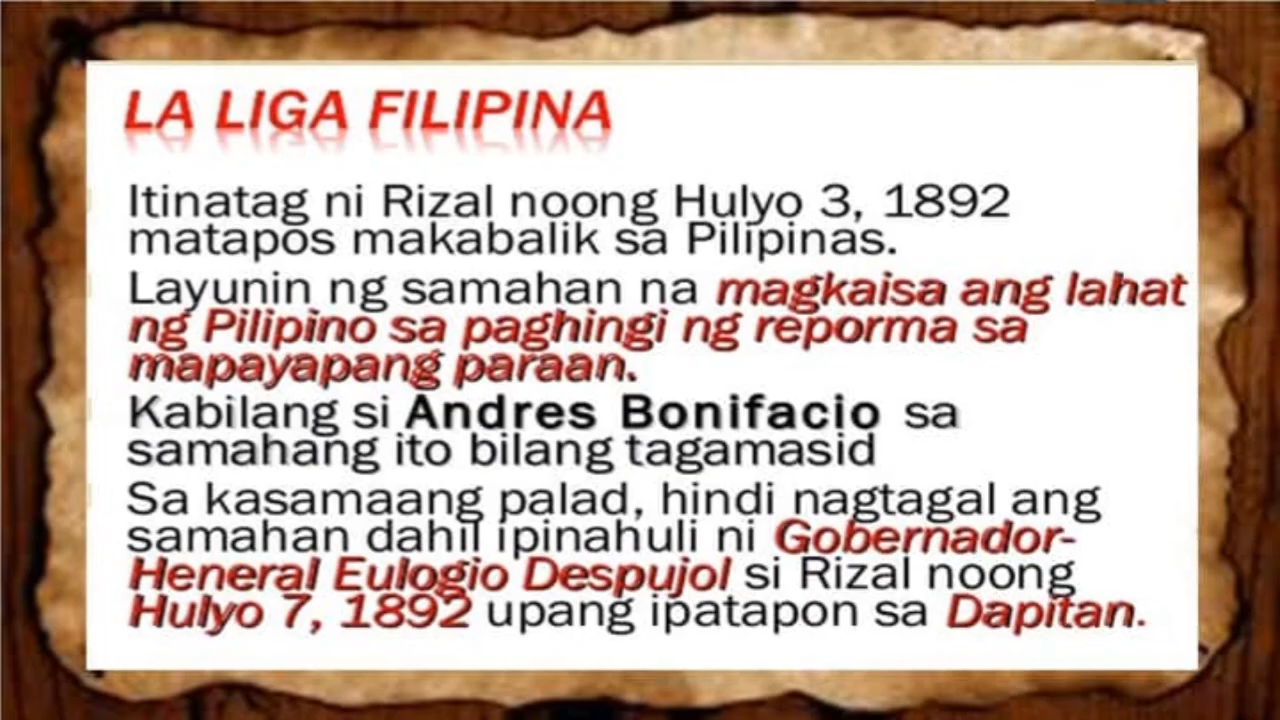 LA LIGA FILIPINA
Itinatag ni Rizal noong Hulyo 3, 1892
matapos makabalik sa Pilipinas.
Layunin ng samahan na magkaisa ang lahat
ng Pilipino sa paghingi ng reporma sa
mapayapang paraan.
Kabilang si Andres Bonifacio sa
samahang ito bilang tagamasid
Sa kasamaang palad, hindi nagtagal ang
samahan dahil ipinahuli ni Gobernador-
Heneral Eulogio Despujol si Rizal noong
Hulyo 7, 1892 upang ipatapon sa Dapitan.